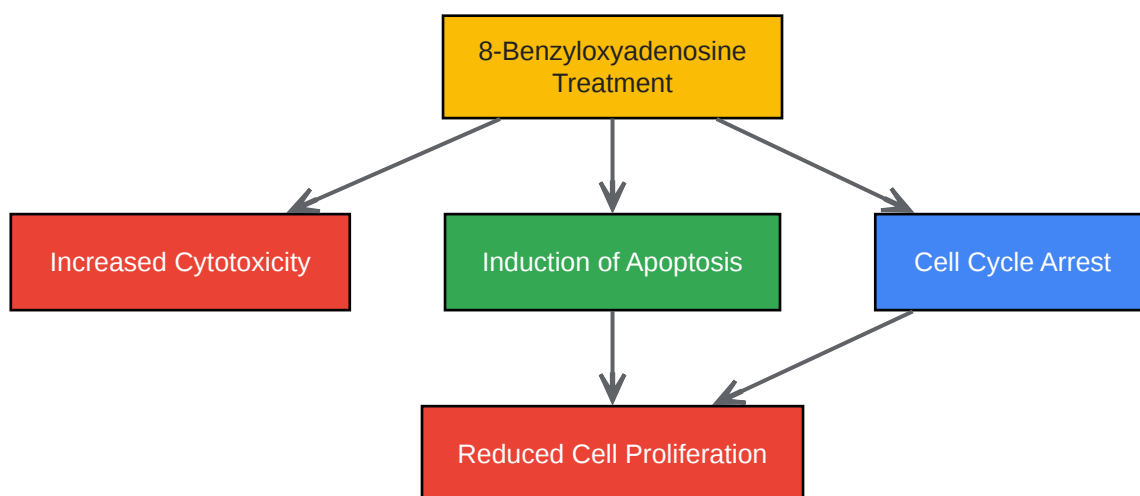 8-Benzyloxyadenosine
Treatment
Increased Cytotoxicity
Induction of Apoptosis
Cell Cycle Arrest
Reduced Cell Proliferation